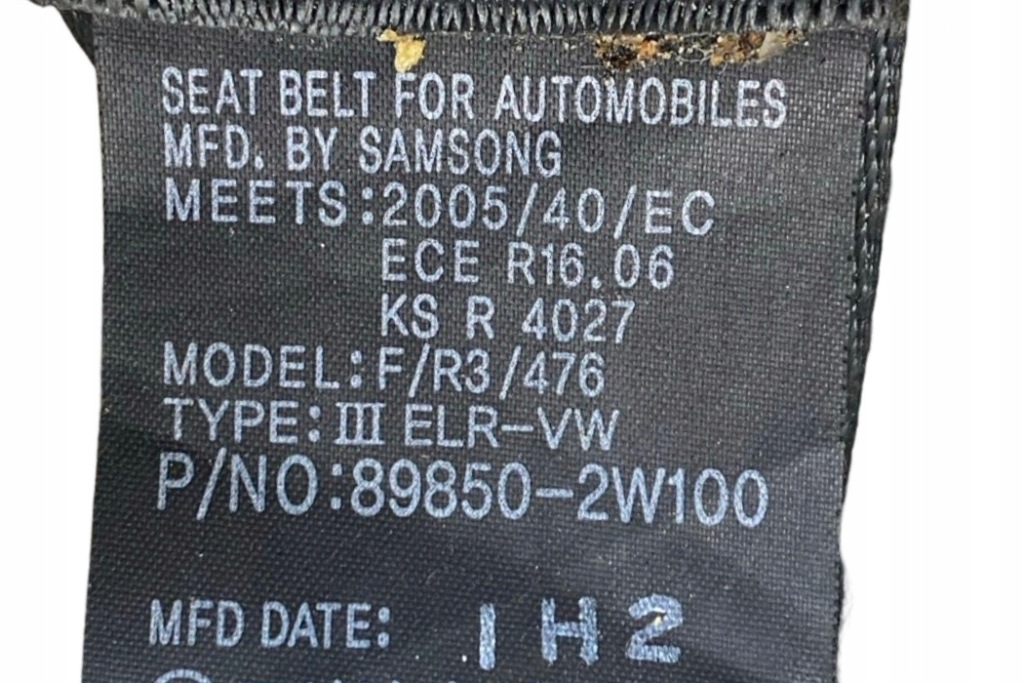 SEAT BELT FOR AUTOMOBILES
MFD. BY SAMSONG
MEETS:2005/40/EC
ECE R16.06
KS R 4027
MODEL:F/R3/476
TYPE:Ⅲ ELR-VW
P/NO:89850-2W100
MFD DATE: 1H2